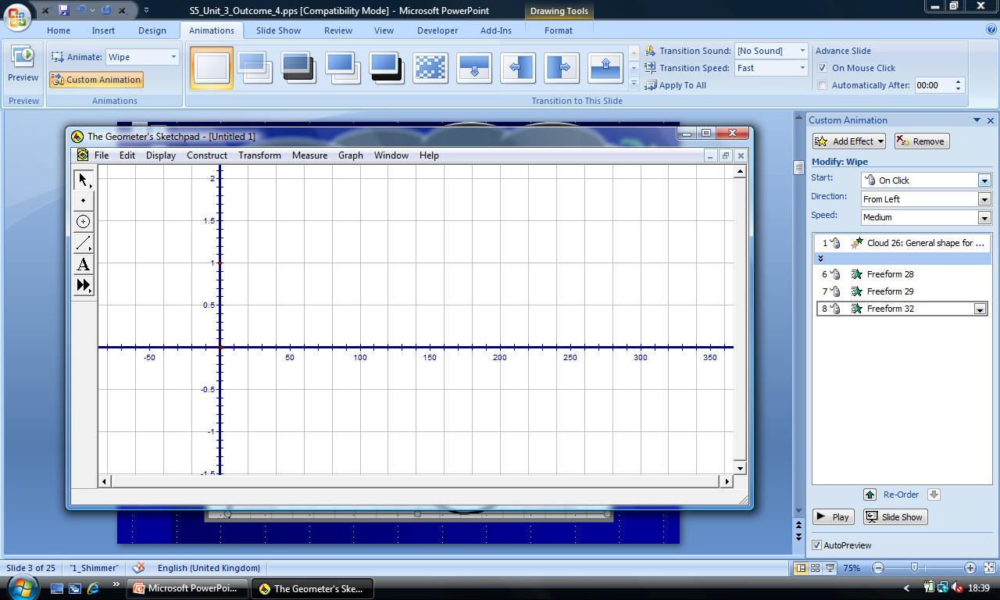 S5_Unit_3_Outcome_4.pps [Compatibility Mode] - Microsoft PowerPoint
Drawing Tools
Home Insert Design Animations Slide Show Review View Developer Add-Ins Format
Preview
Preview
Animate: Wipe
Custom Animation
Animations
Transition Sound: [No Sound]
Transition Speed: Fast
Apply To All
Transition to This Slide
Advance Slide
On Mouse Click
Automatically After: 00:00
The Geometer's Sketchpad - [Untitled 1]
File Edit Display Construct Transform Measure Graph Window Help
A
2
1.5
1
0.5
-50 50 100 150 200 250 300 350
-0.5
-1
-1.5
Custom Animation
Add Effect Remove
Modify: Wipe
Start: On Click
Direction: From Left
Speed: Medium
1 Cloud 26: General shape for ...
6 Freeform 28
7 Freeform 29
8 Freeform 32
Re-Order
Play Slide Show
AutoPreview
Slide 3 of 25 "1_Shimmer" English (United Kingdom) 75%
Microsoft PowerPoi... The Geometer's Ske... 18:39